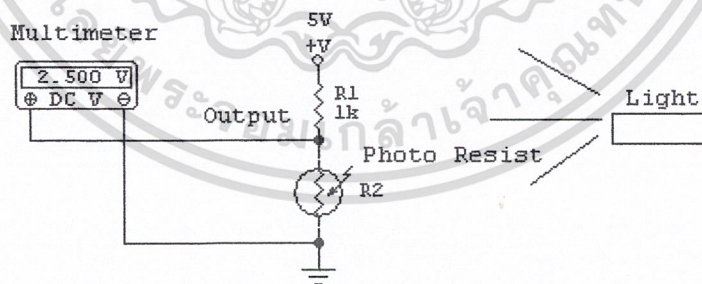 5V
Multimeter
+V
2.500 V
⊕ DC V ⊖
R1
1k
Output
Light
Photo Resist
R2